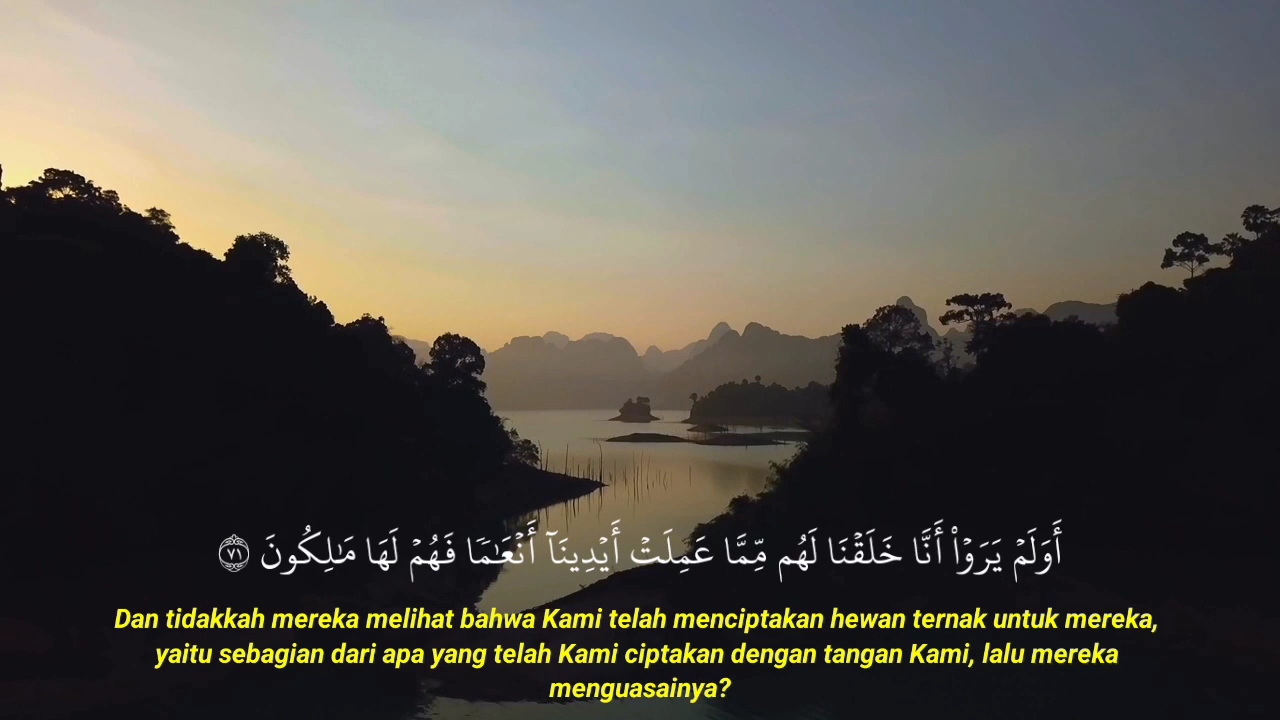 أَوَلَمْ يَرَوْا۟ أَنَّا خَلَقْنَا لَهُم مِّمَّا عَمِلَتْ أَيْدِينَآ أَنْعَـٰمًا فَهُمْ لَهَا مَـٰلِكُونَ ٧١
Dan tidakkah mereka melihat bahwa Kami telah menciptakan hewan ternak untuk mereka,
yaitu sebagian dari apa yang telah Kami ciptakan dengan tangan Kami, lalu mereka
menguasainya?